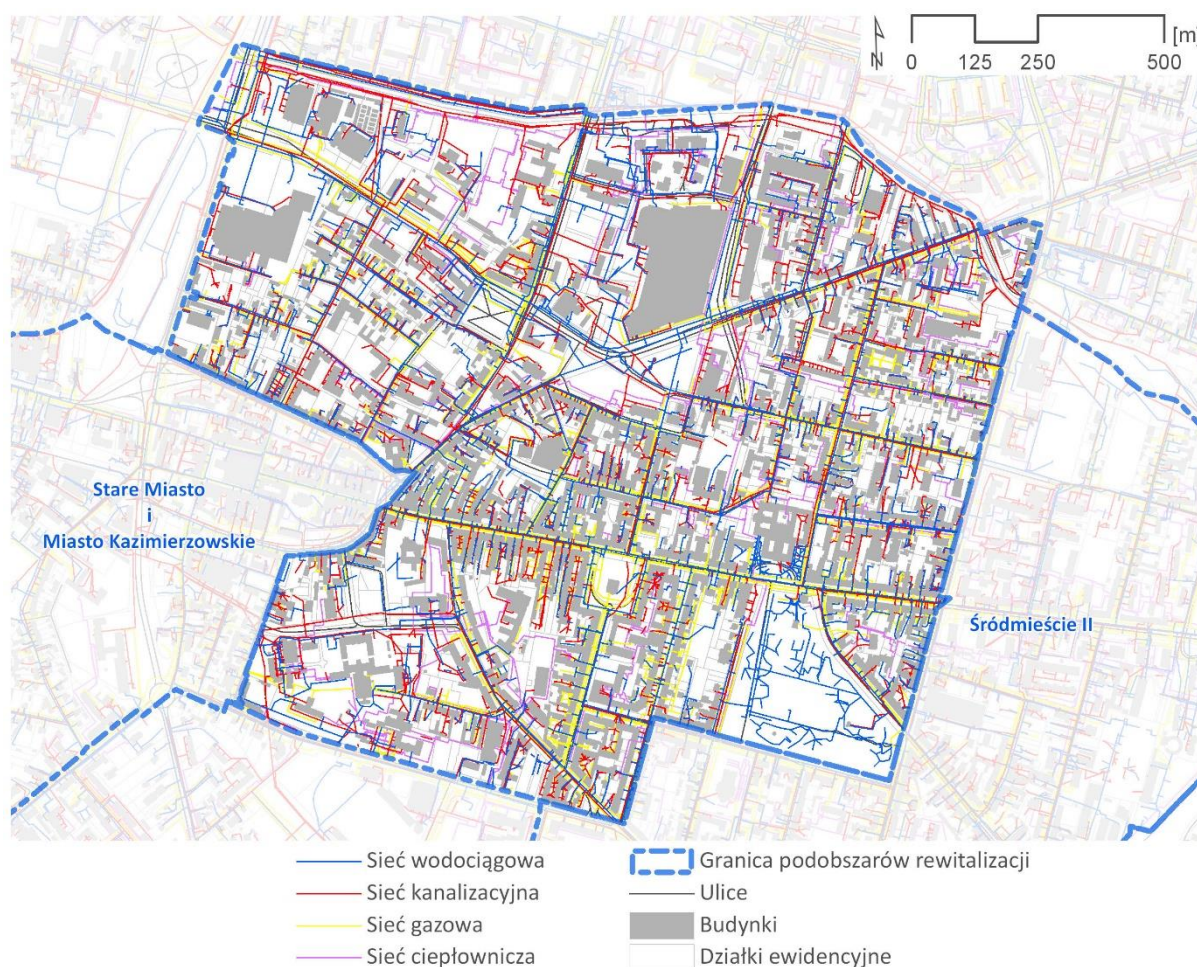 N
[m]
0 125 250 500
Stare Miasto
i
Miasto Kazimierzowskie
Śródmieście II
Sieć wodociągowa
Sieć kanalizacyjna
Sieć gazowa
Sieć ciepłownicza
Granica podobszarów rewitalizacji
Ulice
Budynki
Działki ewidencyjne